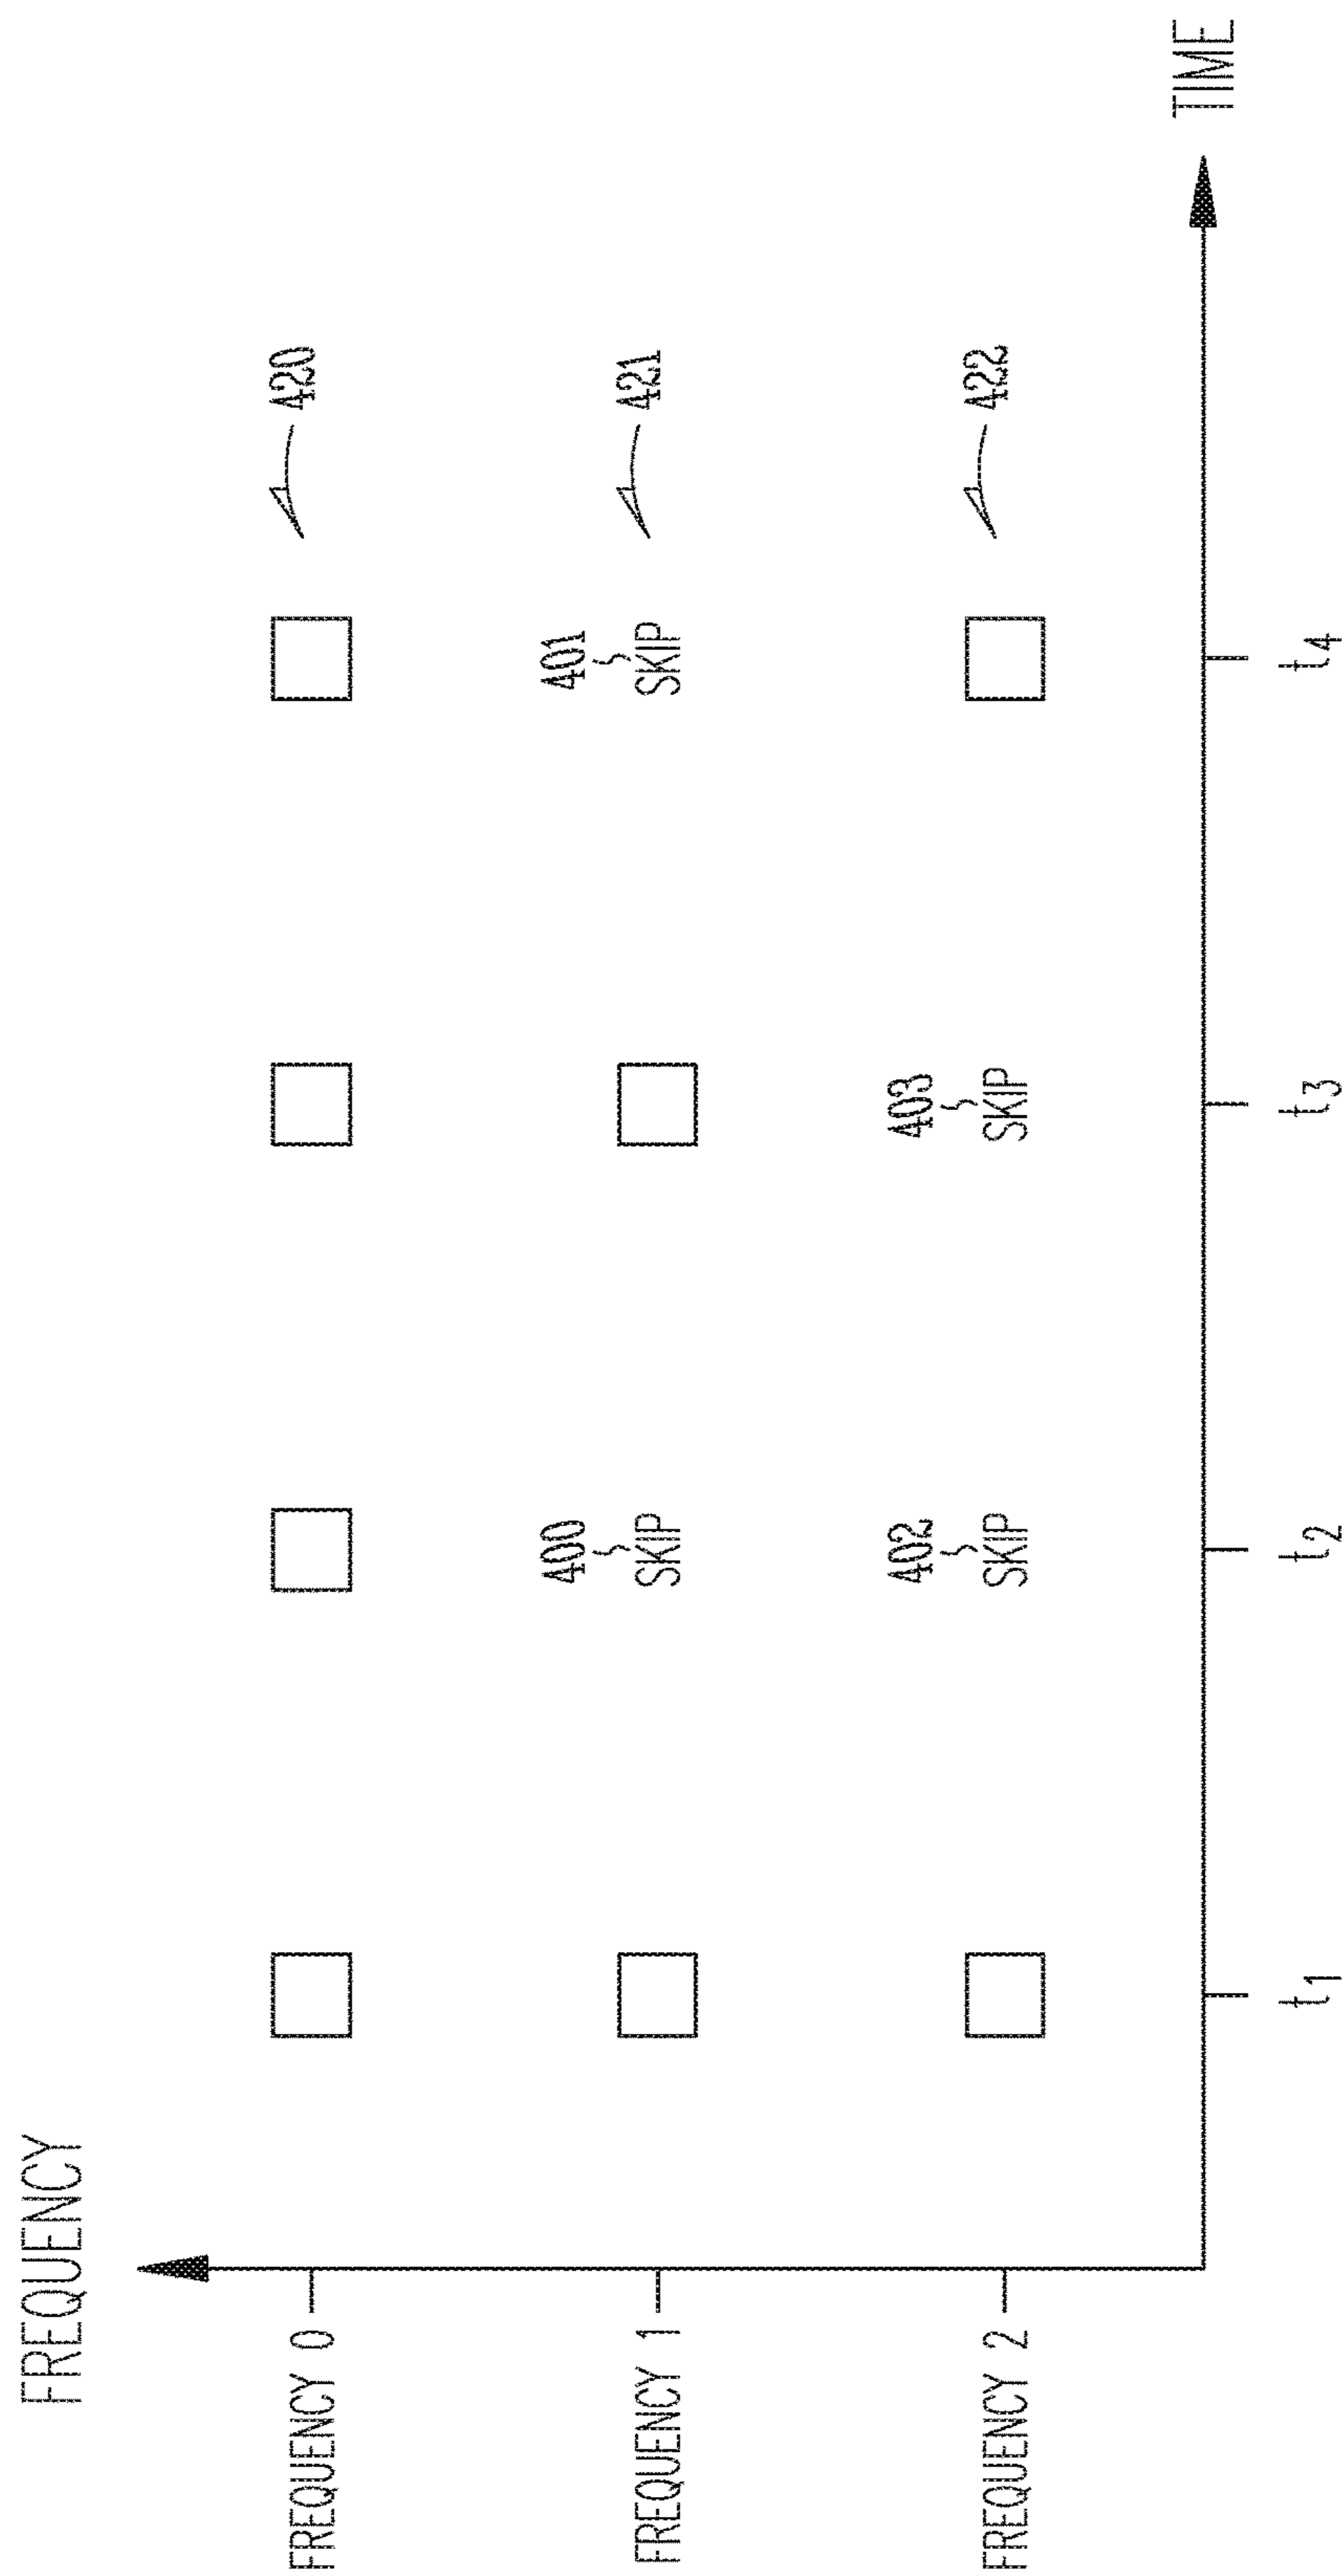 FREQUENCY
FREQUENCY 0
420
400
401
FREQUENCY 1
SKIP
SKIP
421
402
403
FREQUENCY 2
SKIP
SKIP
422
TIME
t1
t2
t3
t4